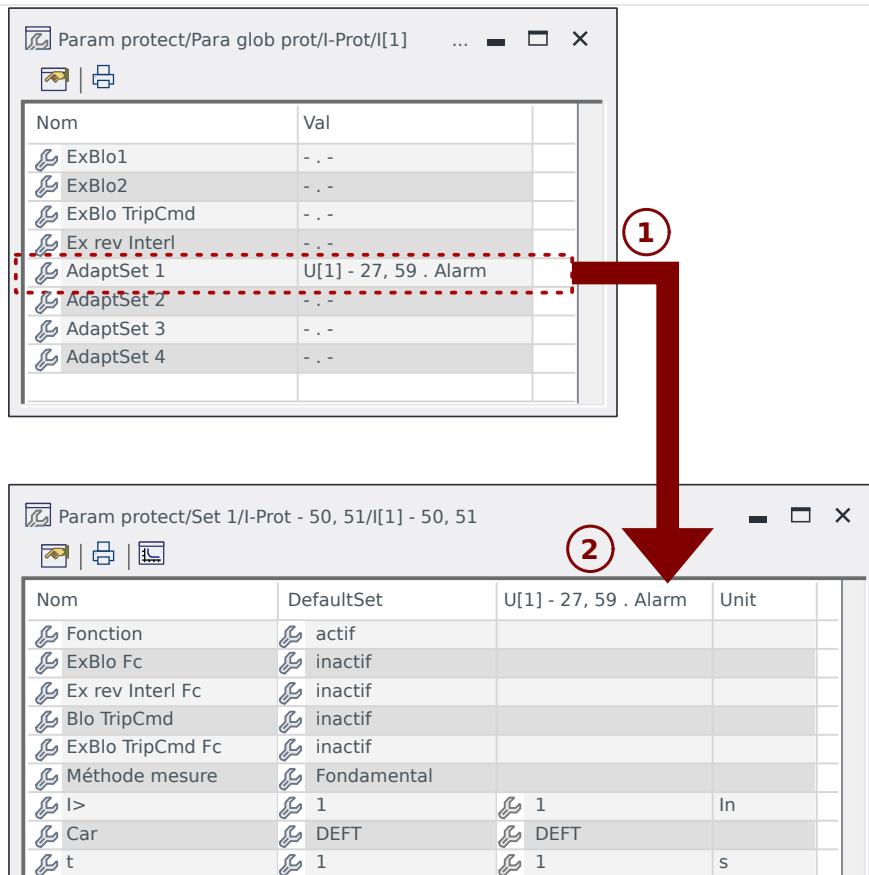 Param protect/Para glob prot/I-Prot/I[1] ...
Nom Val
ExBlo1 - . -
ExBlo2 - . -
ExBlo TripCmd - . -
Ex rev Interl - . -
AdaptSet 1 U[1] - 27, 59 . Alarm
AdaptSet 2 - . -
AdaptSet 3 - . -
AdaptSet 4 - . -
1
Param protect/Set 1/I-Prot - 50, 51/I[1] - 50, 51
2
Nom DefaultSet U[1] - 27, 59 . Alarm Unit
Fonction actif
ExBlo Fc inactif
Ex rev Interl Fc inactif
Blo TripCmd inactif
ExBlo TripCmd Fc inactif
Méthode mesure Fondamental
I> 1 1 In
Car DEFT DEFT
t 1 1 s